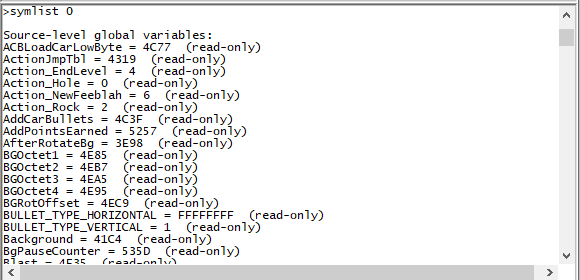 >symlist 0
Source-level global variables:
ACBLoadCarLowByte = 4C77  (read-only)
ActionJmpTbl = 4319  (read-only)
Action_EndLevel = 4  (read-only)
Action_Hole = 0  (read-only)
Action_NewFeeblah = 6  (read-only)
Action_Rock = 2  (read-only)
AddCarBullets = 4C3F  (read-only)
AddPointsEarned = 5257  (read-only)
AfterRotateBg = 3E98  (read-only)
BGOctet1 = 4E85  (read-only)
BGOctet2 = 4EB7  (read-only)
BGOctet3 = 4EA5  (read-only)
BGOctet4 = 4E95  (read-only)
BGRotOffset = 4EC9  (read-only)
BULLET_TYPE_HORIZONTAL = FFFFFFFF  (read-only)
BULLET_TYPE_VERTICAL = 1  (read-only)
Background = 41C4  (read-only)
BgPauseCounter = 535D  (read-only)
Blast = 4F35  (read-only)